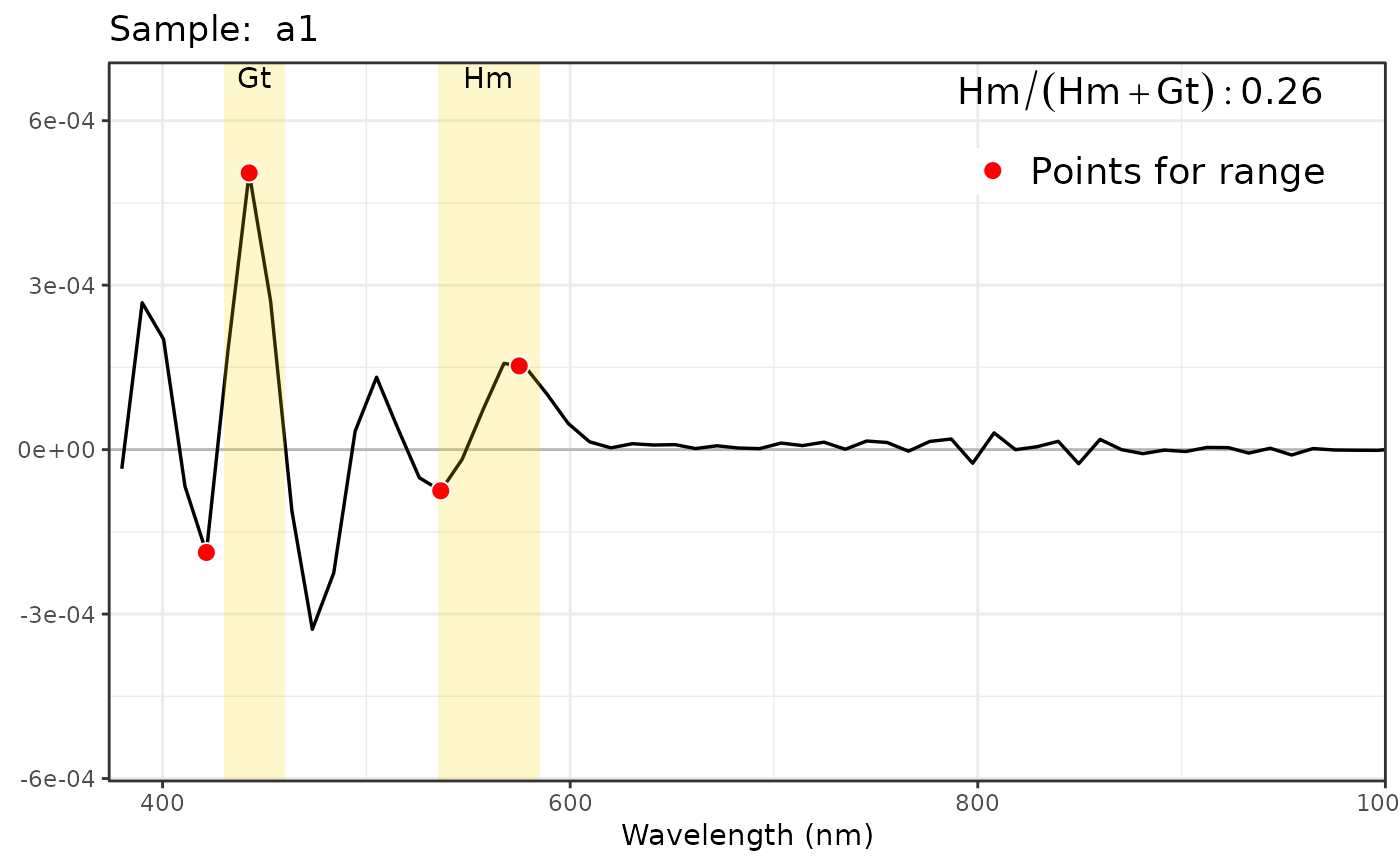 Sample: a1
Gt
Hm
Hm/(Hm+Gt):0.26
Points for range
6e-04
3e-04
0e+00
-3e-04
-6e-04
400
600
800
100
Wavelength (nm)